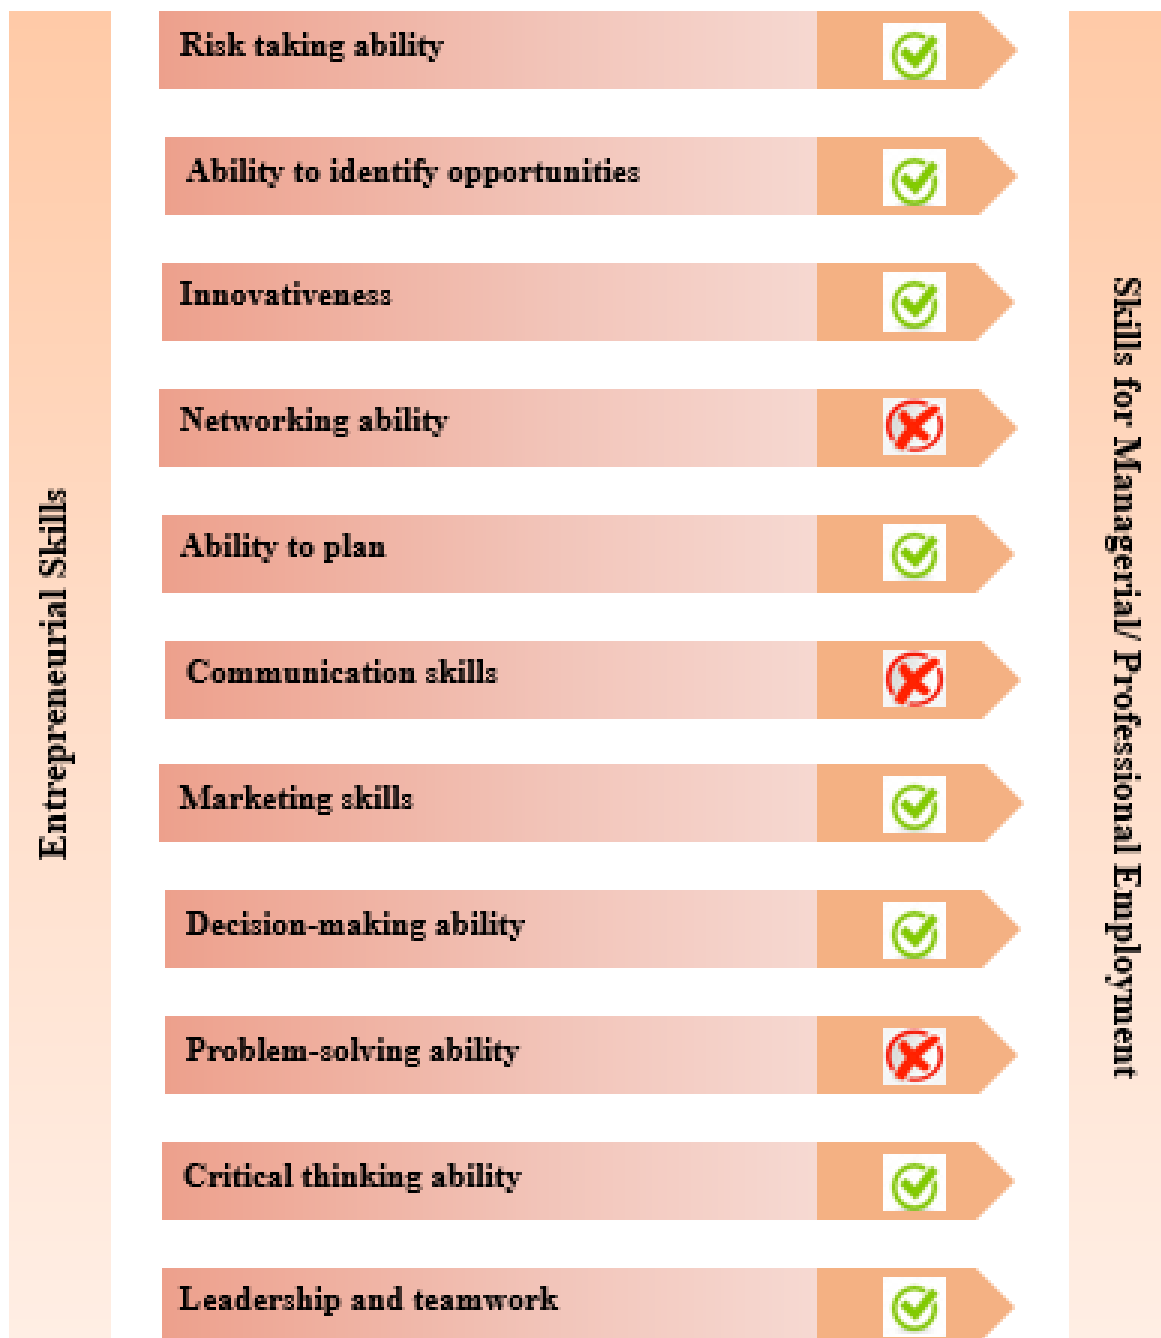 Entrepreneurial Skills
Risk taking ability
Ability to identify opportunities
Innovativeness
Networking ability
Ability to plan
Communication skills
Marketing skills
Decision-making ability
Problem-solving ability
Critical thinking ability
Leadership and teamwork
Skills for Managerial/ Professional Employment